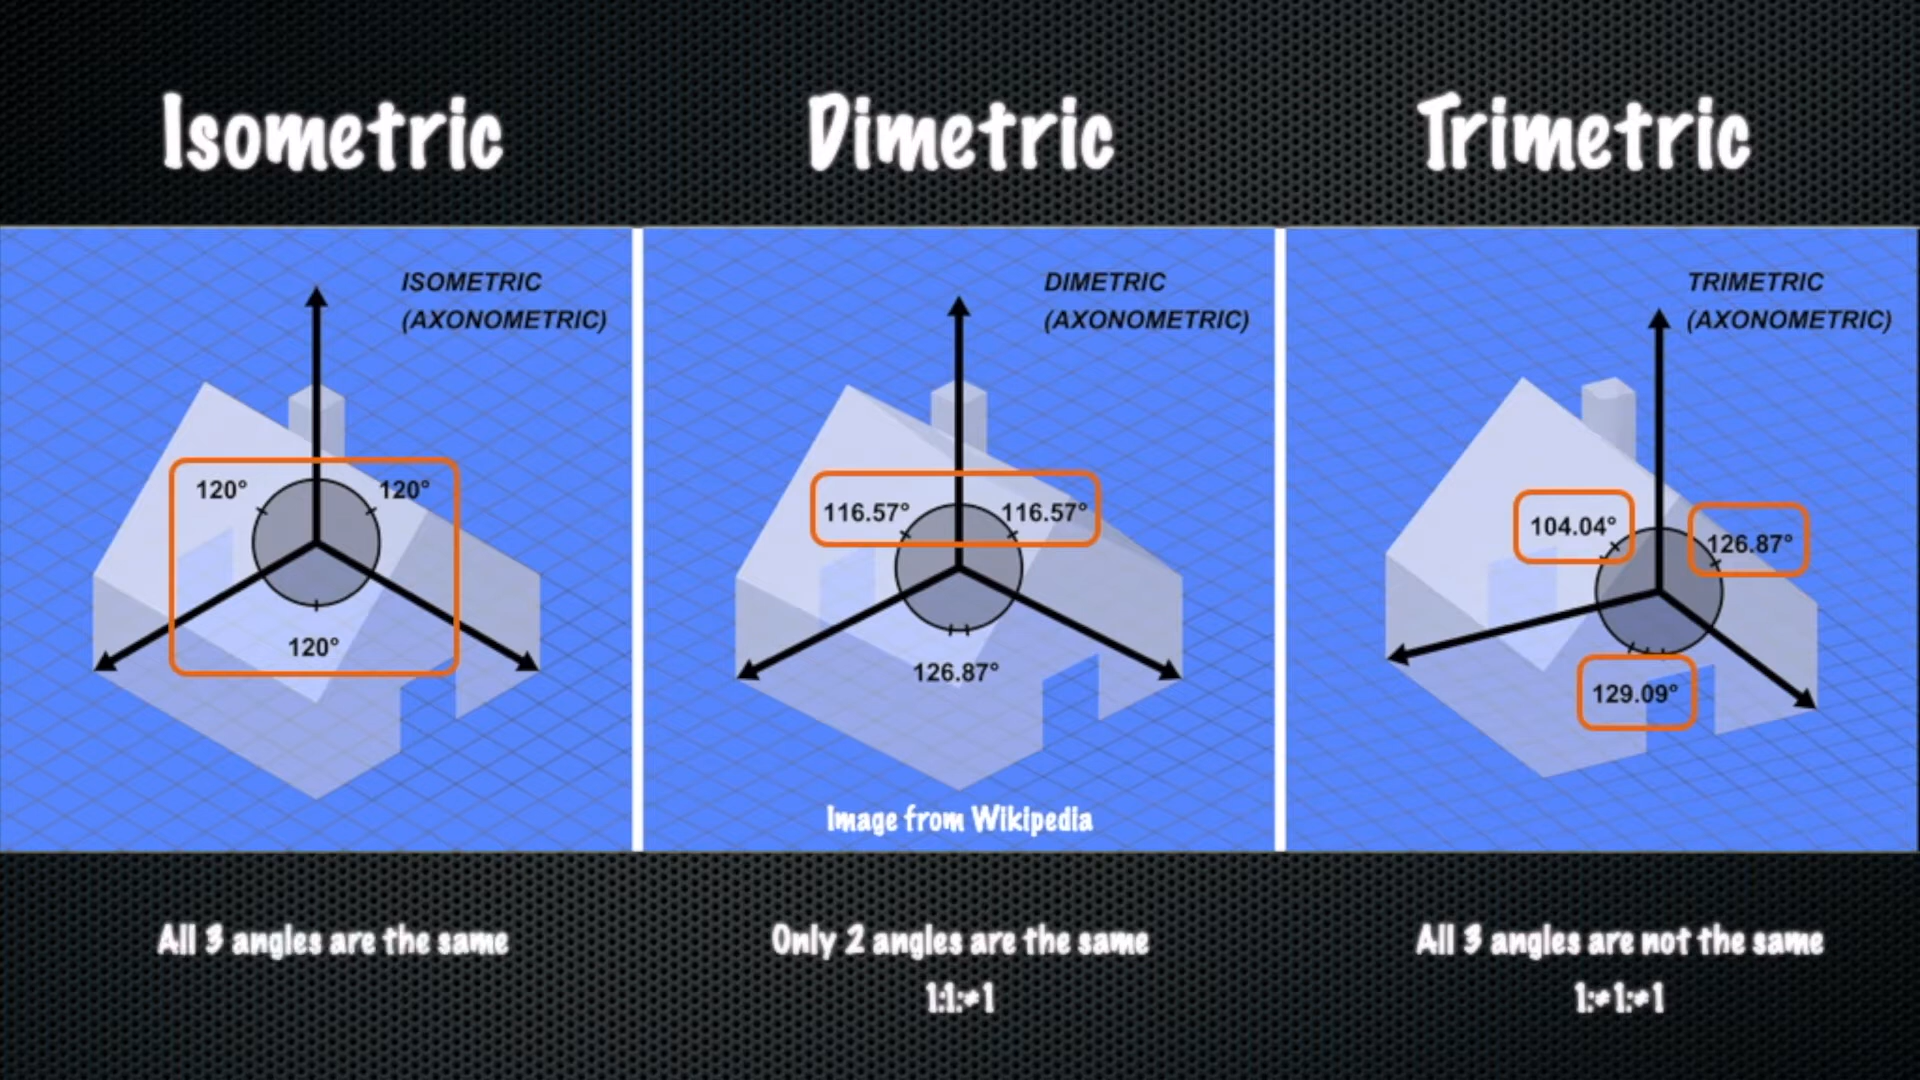 Isometric
Dimetric
Trimetric
ISOMETRIC
(AXONOMETRIC)
120°
120°
120°
DIMETRIC
(AXONOMETRIC)
116.57°
116.57°
126.87°
Image from Wikipedia
TRIMETRIC
(AXONOMETRIC)
104.04°
126.87°
129.09°
All 3 angles are the same
Only 2 angles are the same
1:1:≠1
All 3 angles are not the same
1:≠1:≠1